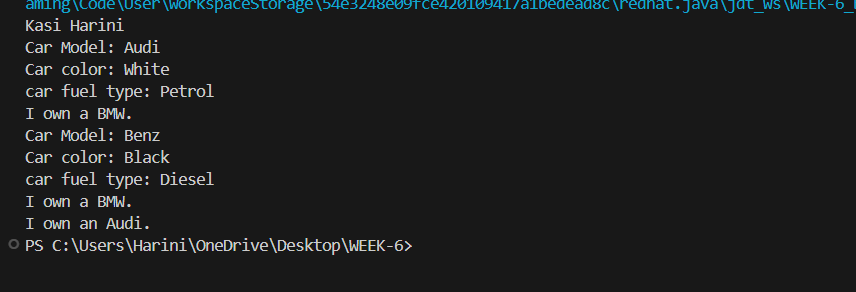 aming\Code\User\workspaceStorage\54e3248e09fce420109417a1bedead8c\redhat.java\jdt_ws\WEEK-6_
Kasi Harini
Car Model: Audi
Car color: White
car fuel type: Petrol
I own a BMW.
Car Model: Benz
Car color: Black
car fuel type: Diesel
I own a BMW.
I own an Audi.
PS C:\Users\Harini\OneDrive\Desktop\WEEK-6>